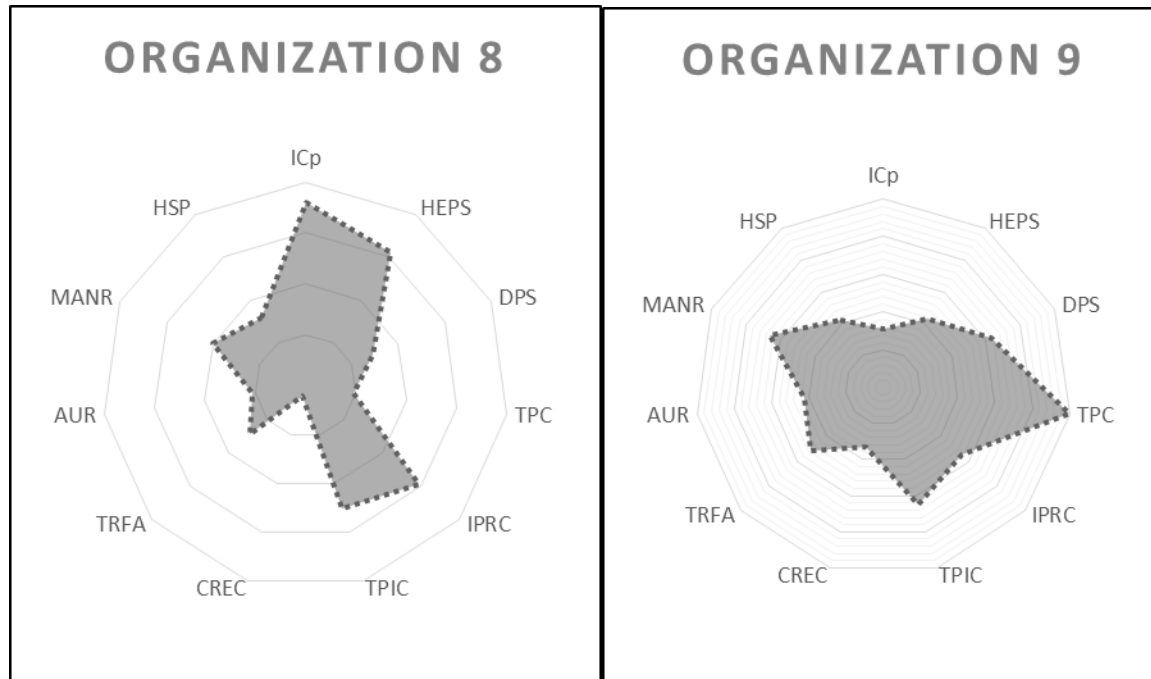 ORGANIZATION 8
ICp
HEPS
DPS
TPC
IPRC
TPIC
CREC
TRFA
AUR
MANR
HSP
ORGANIZATION 9
ICp
HEPS
DPS
TPC
IPRC
TPIC
CREC
TRFA
AUR
MANR
HSP